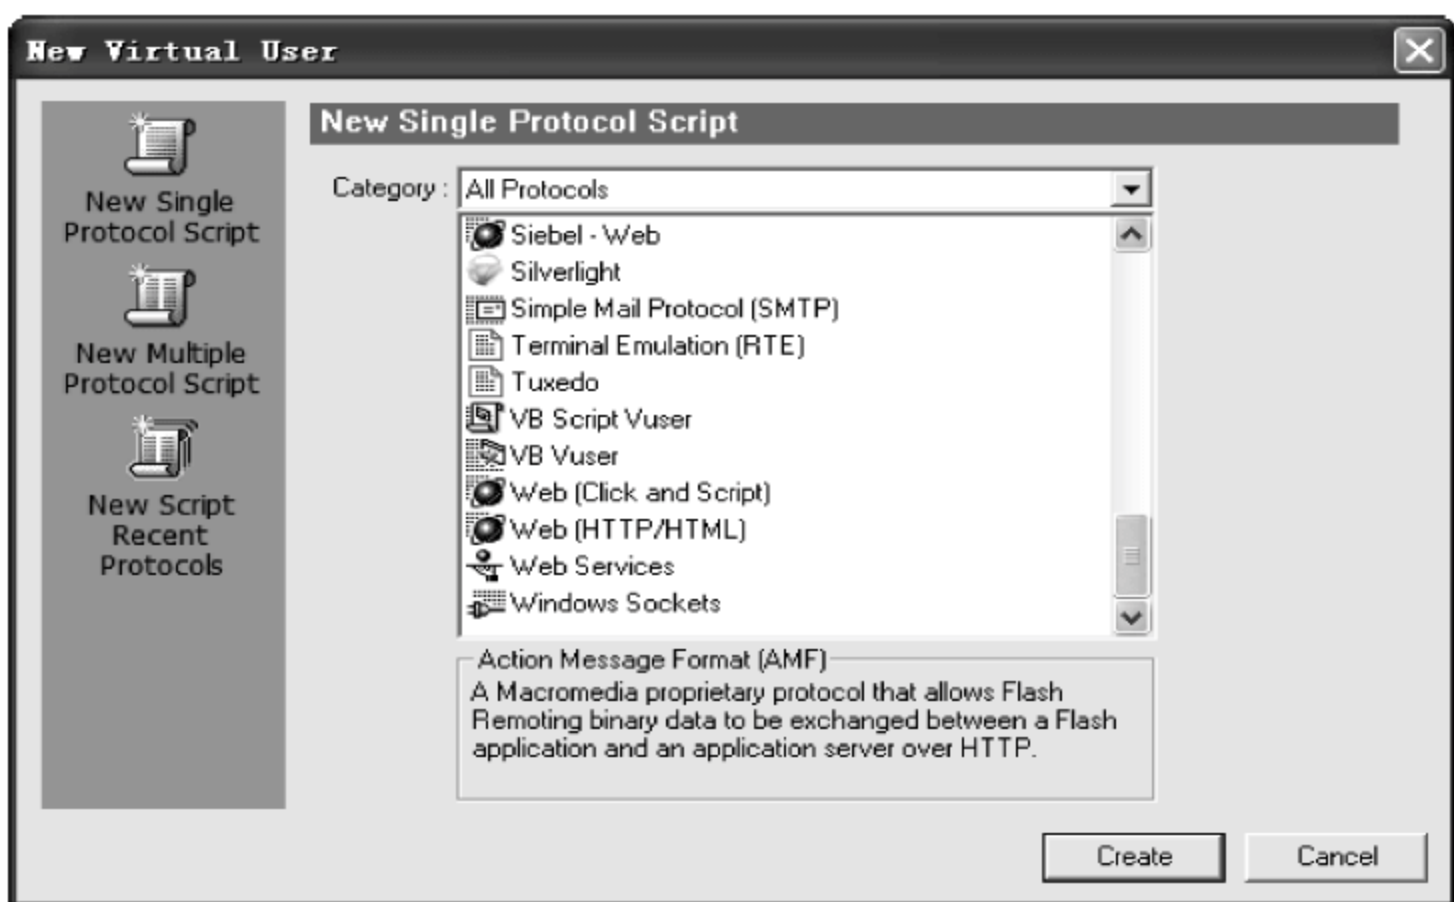 New Virtual User
New Single
Protocol Script
New Multiple
Protocol Script
New Script
Recent
Protocols
New Single Protocol Script
Category : All Protocols
Siebel - Web
Silverlight
Simple Mail Protocol (SMTP)
Terminal Emulation (RTE)
Tuxedo
VB Script Vuser
VB Vuser
Web (Click and Script)
Web (HTTP/HTML)
Web Services
Windows Sockets
Action Message Format (AMF)
A Macromedia proprietary protocol that allows Flash
Remoting binary data to be exchanged between a Flash
application and an application server over HTTP.
Create Cancel